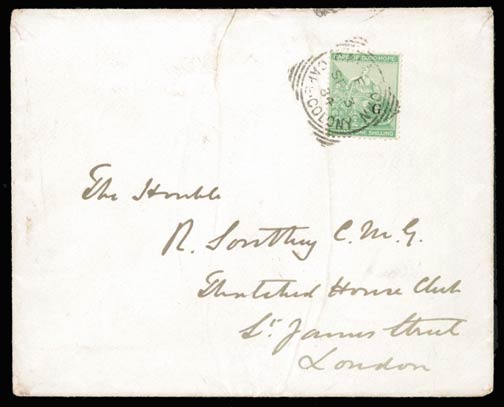 CAPE OF GOOD HOPE
G
ONE SHILLING
CAPE COLONY
The Honble
R. Southey C.M.G.
Thatched House Club
St James Street
London